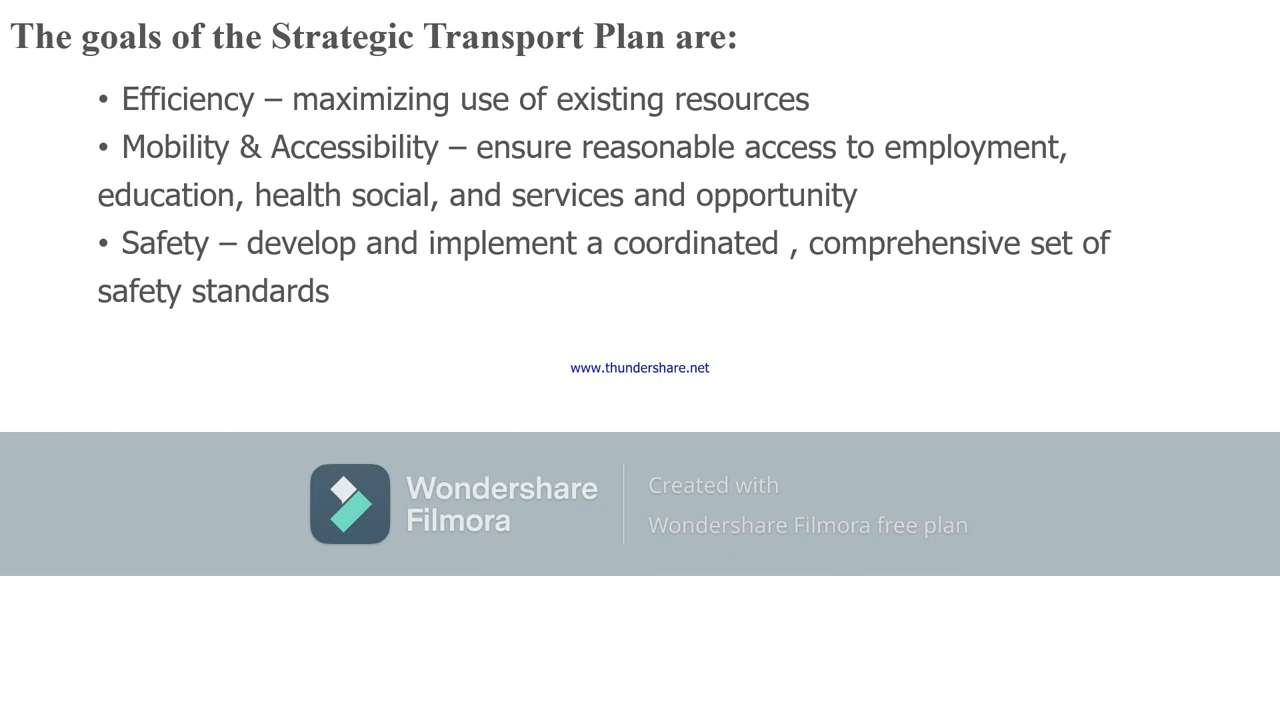 The goals of the Strategic Transport Plan are:
• Efficiency – maximizing use of existing resources
• Mobility & Accessibility – ensure reasonable access to employment,
education, health social, and services and opportunity
• Safety – develop and implement a coordinated , comprehensive set of
safety standards
www.thundershare.net
Wondershare
Filmora
Created with
Wondershare Filmora free plan